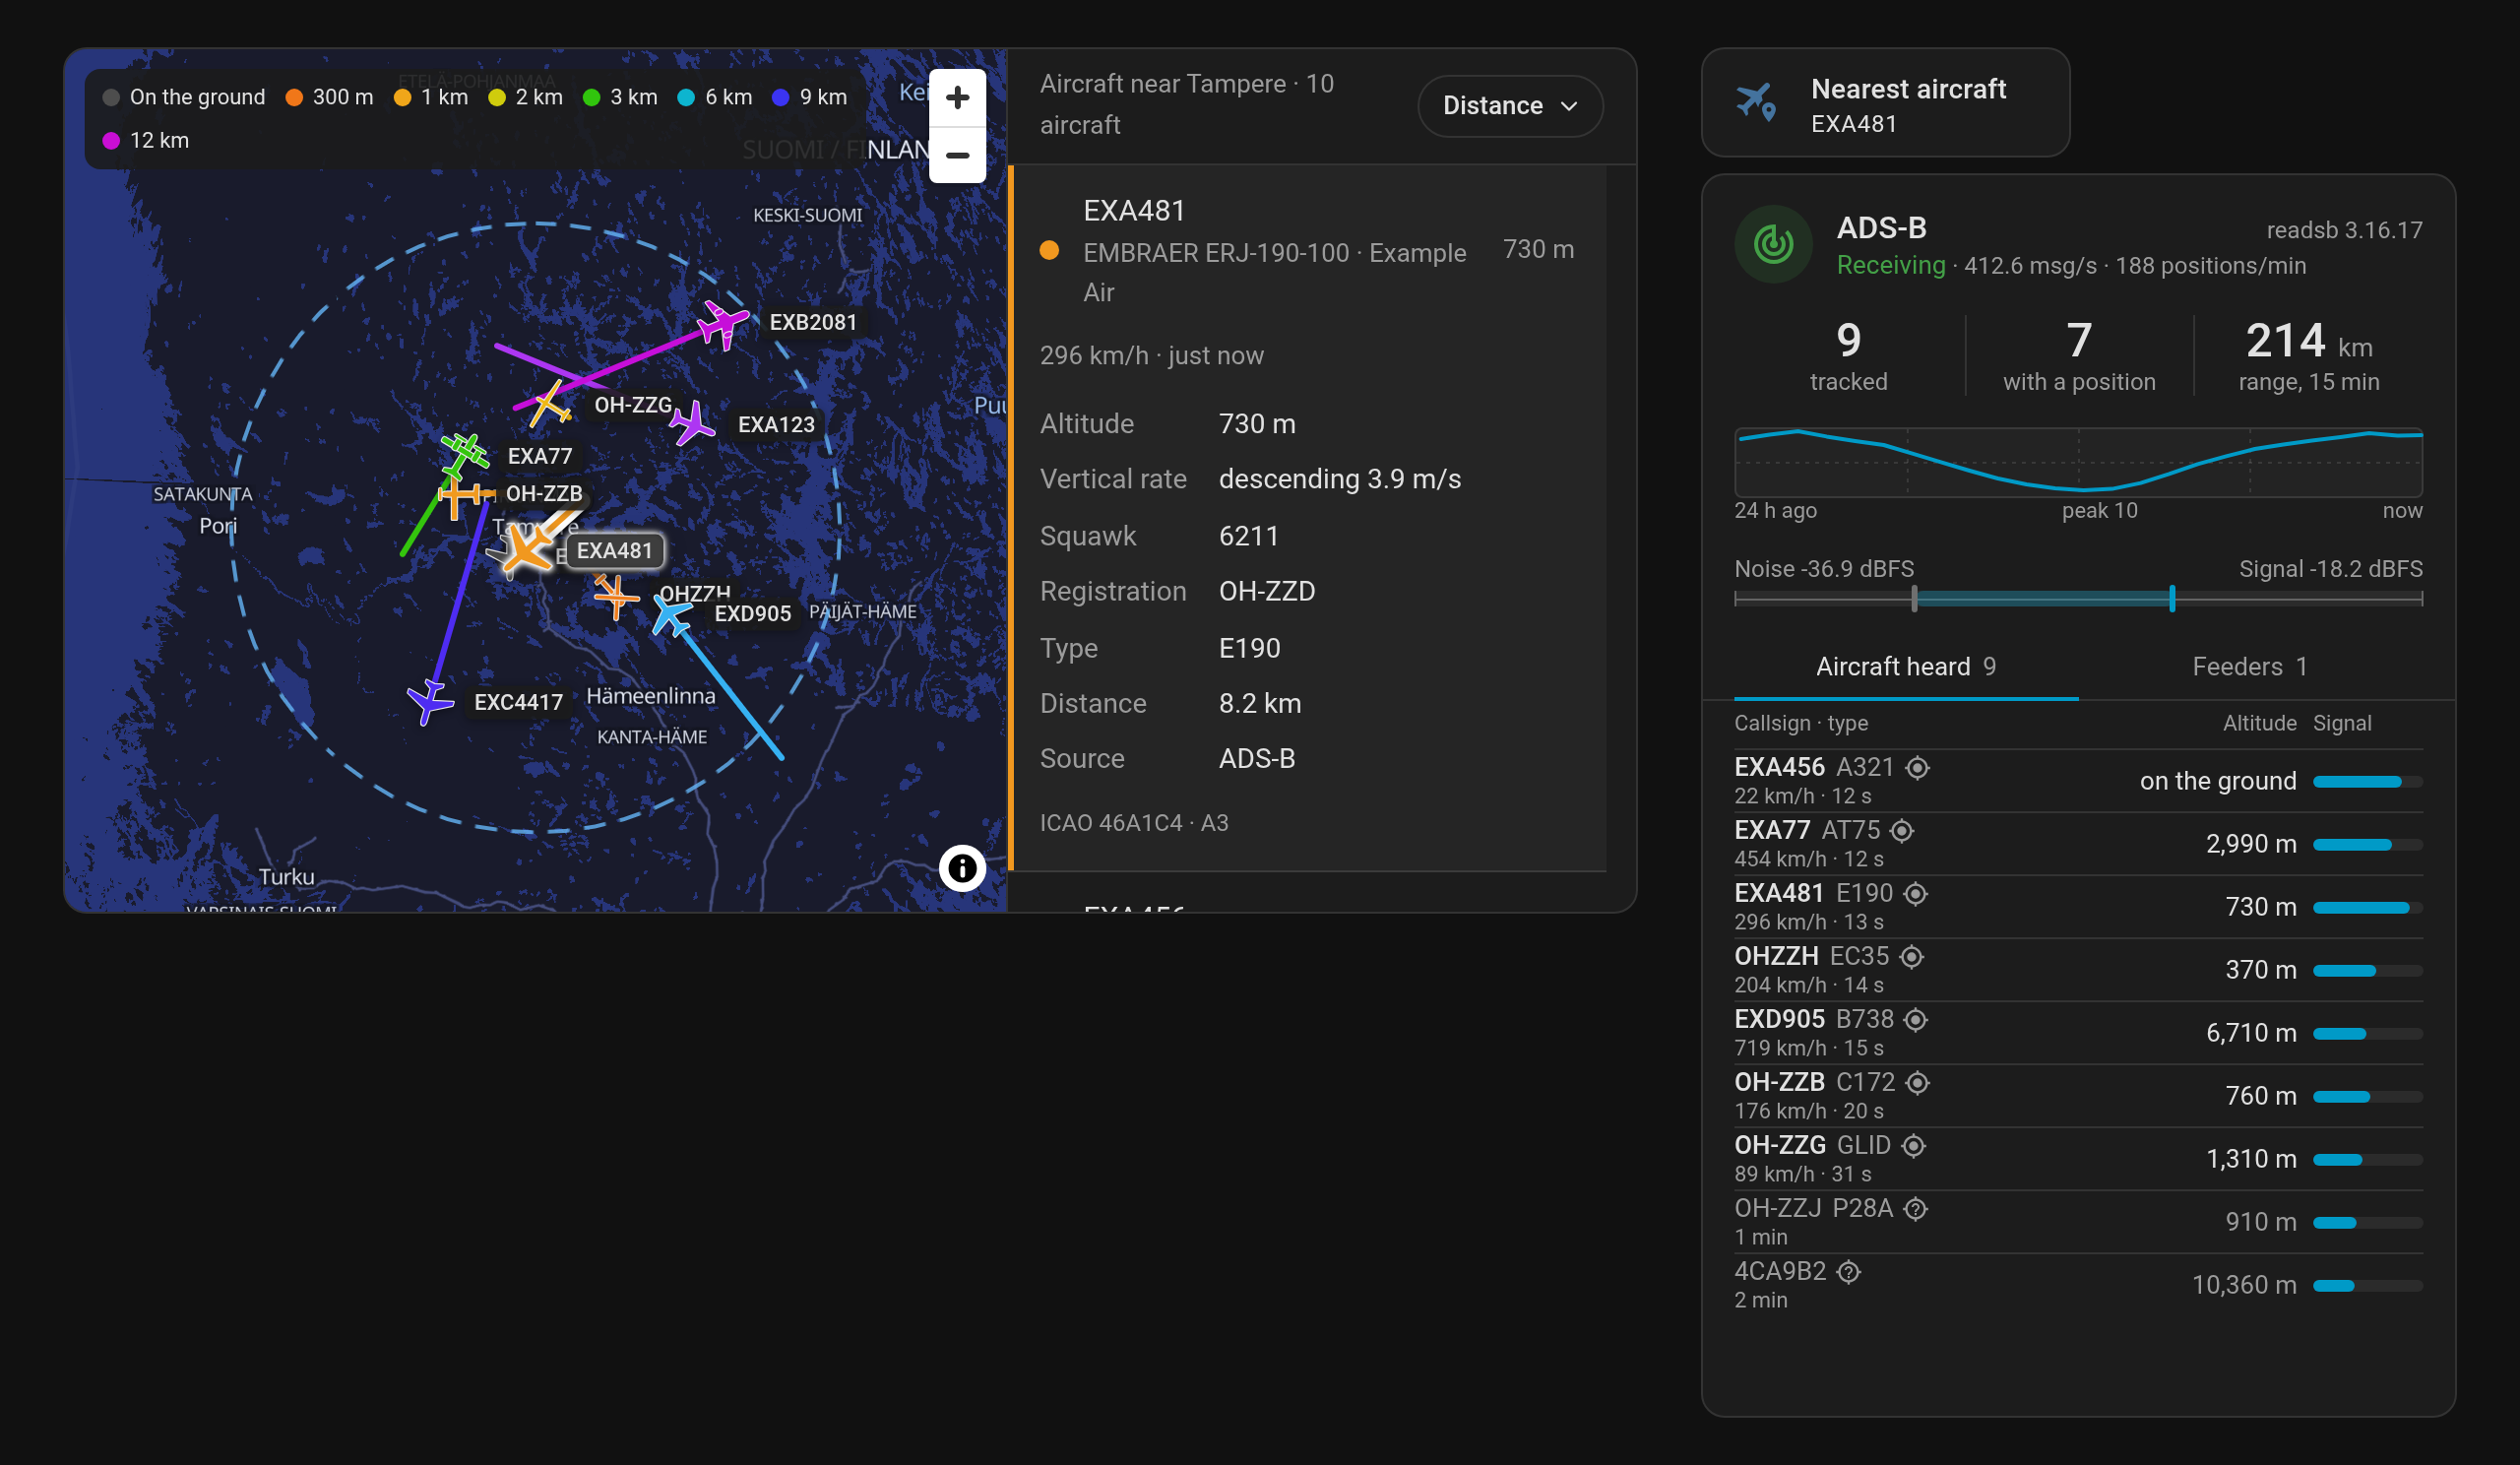 ETELÄ-POHJANMAA
On the ground 300 m 1 km 2 km 3 km 6 km 9 km
12 km
+
−
SUOMI / FINLAN
KESKI-SUOMI
EXB2081
OH-ZZG
EXA123
EXA77
SATAKUNTA
OH-ZZB
Pori
EXA481
OHZZH
EXD905
PÄIJÄT-HÄME
EXC4417
Hämeenlinna
KANTA-HÄME
Turku
VARSINAIS-SUOMI
Aircraft near Tampere · 10
aircraft
Distance
EXA481
EMBRAER ERJ-190-100 · Example
Air
730 m
296 km/h · just now
Altitude 730 m
Vertical rate descending 3.9 m/s
Squawk 6211
Registration OH-ZZD
Type E190
Distance 8.2 km
Source ADS-B
ICAO 46A1C4 · A3
EXA456
Nearest aircraft
EXA481
ADS-B
readsb 3.16.17
Receiving · 412.6 msg/s · 188 positions/min
9 7 214 km
tracked with a position range, 15 min
24 h ago peak 10 now
Noise -36.9 dBFS Signal -18.2 dBFS
Aircraft heard 9 Feeders 1
Callsign · type Altitude Signal
EXA456 A321 on the ground
22 km/h · 12 s
EXA77 AT75 2,990 m
454 km/h · 12 s
EXA481 E190 730 m
296 km/h · 13 s
OHZZH EC35 370 m
204 km/h · 14 s
EXD905 B738 6,710 m
719 km/h · 15 s
OH-ZZB C172 760 m
176 km/h · 20 s
OH-ZZG GLID 1,310 m
89 km/h · 31 s
OH-ZZJ P28A 910 m
1 min
4CA9B2 10,360 m
2 min